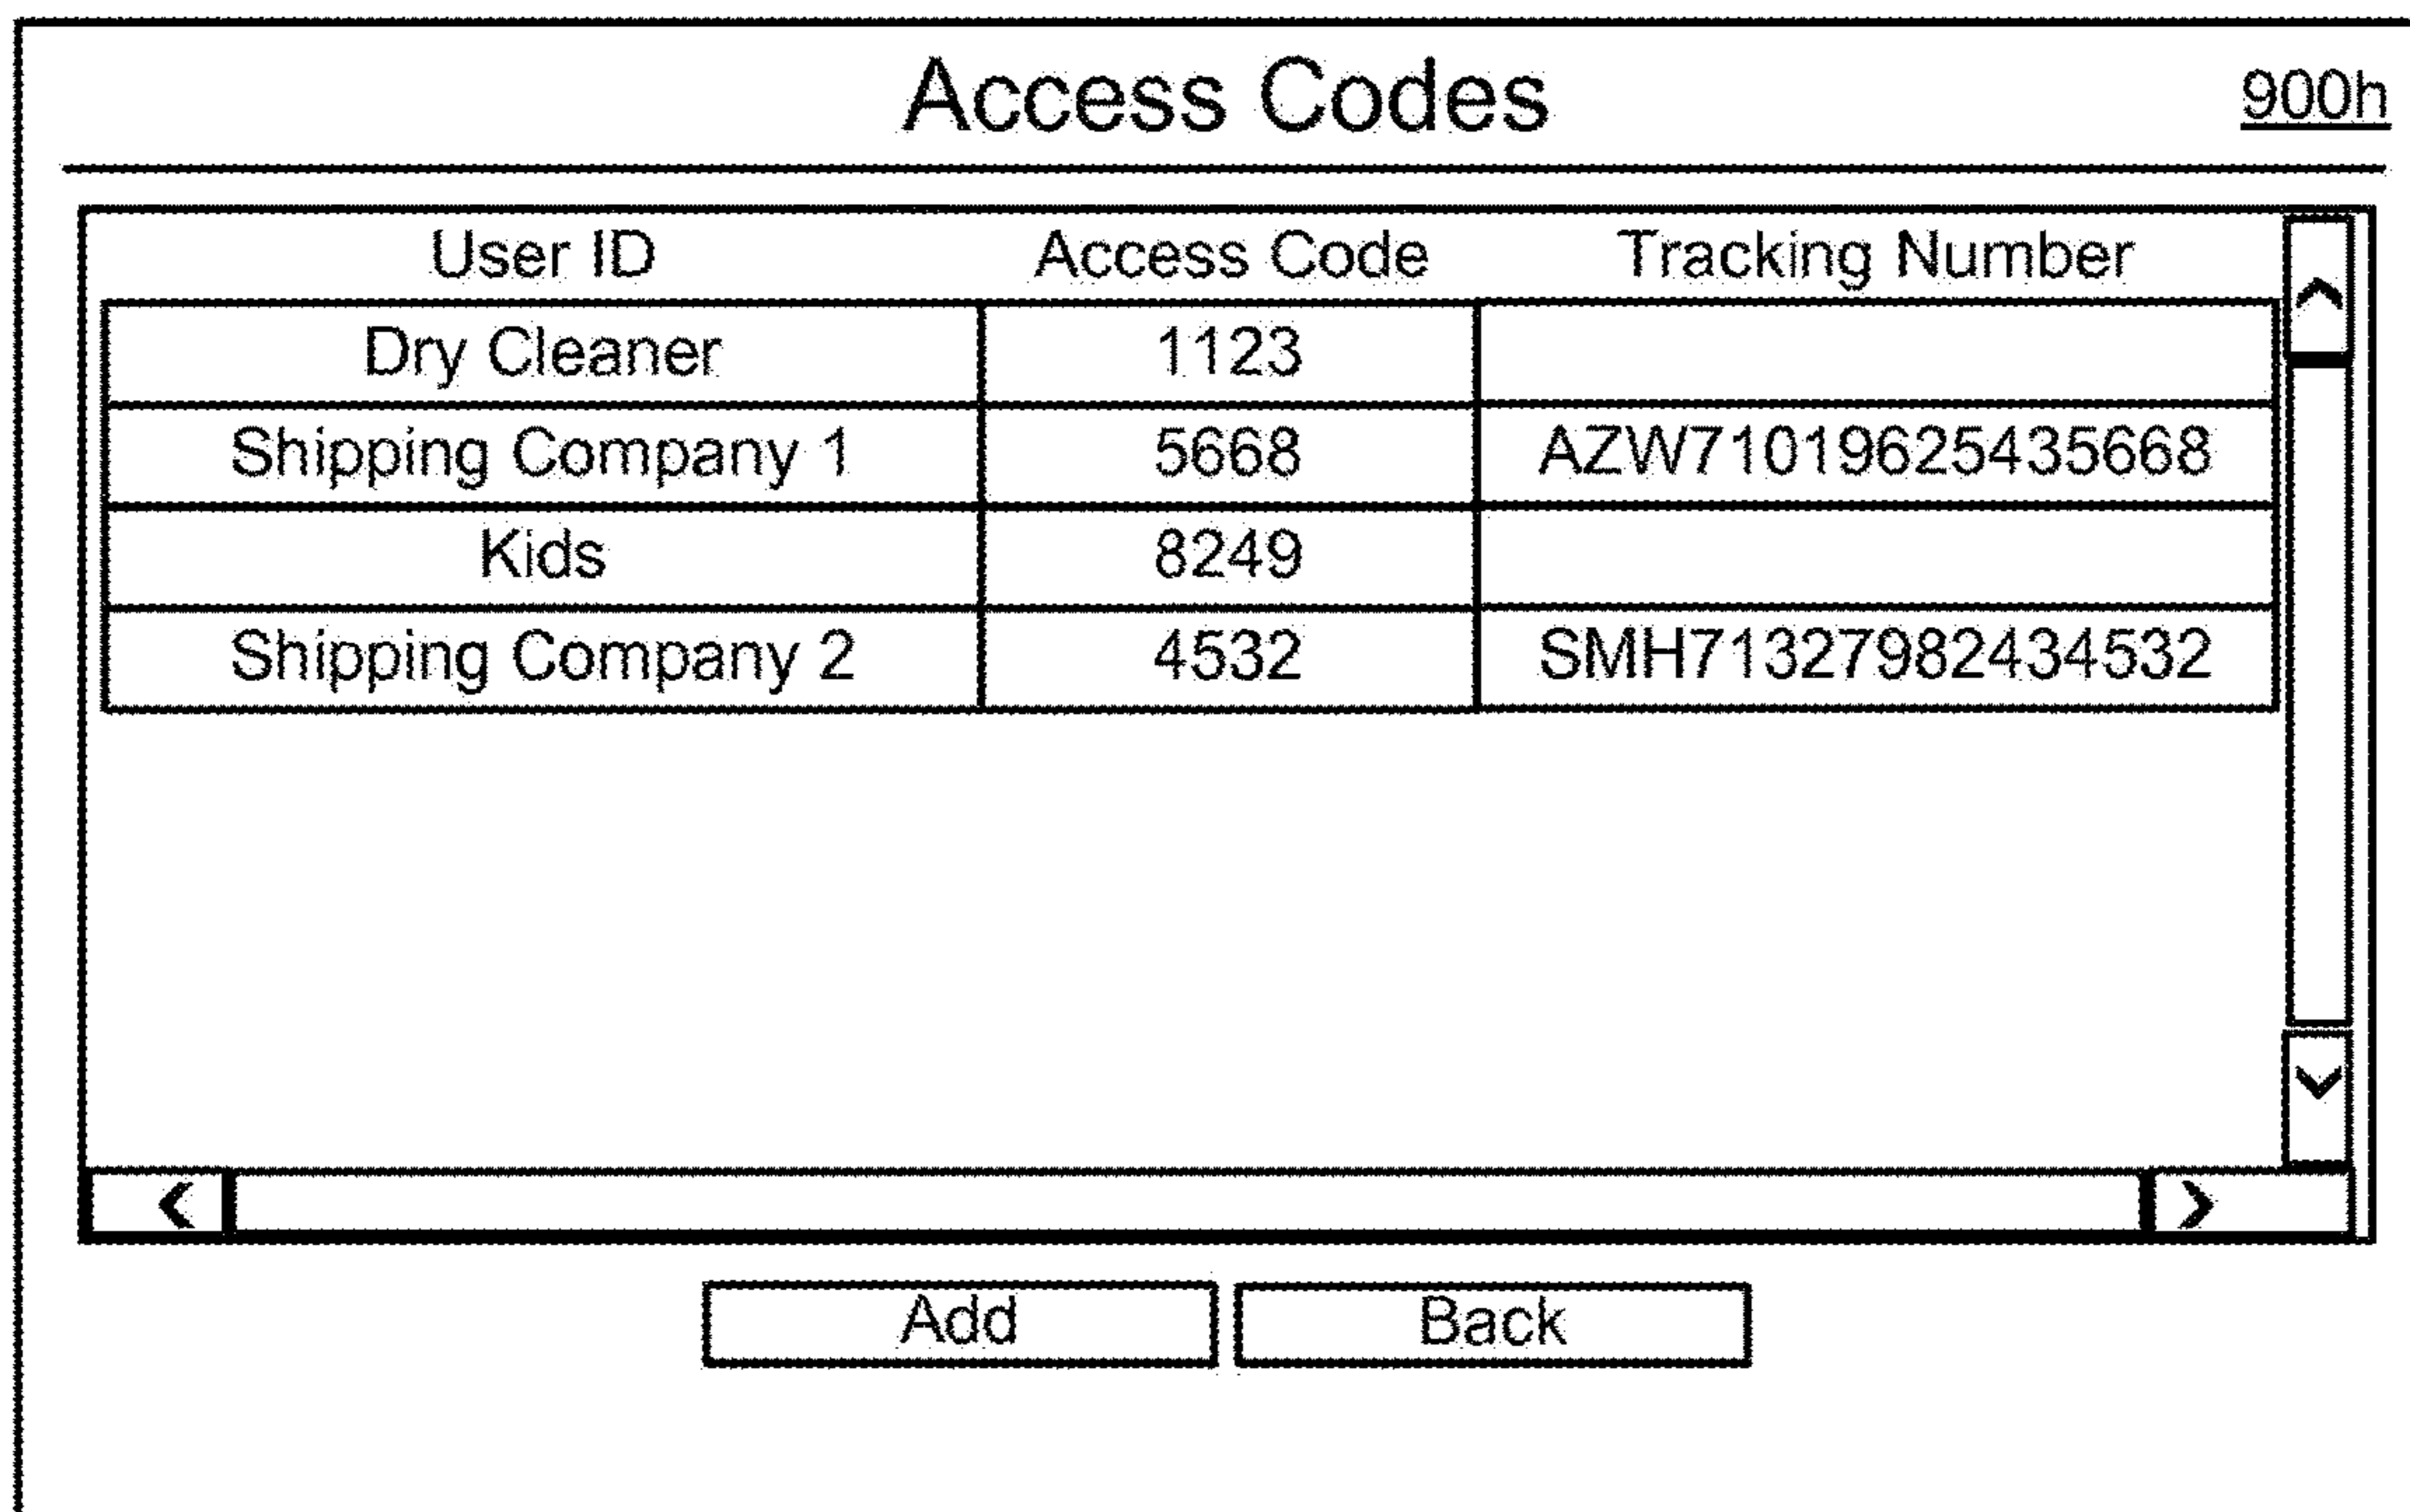 Access Codes 900h
User ID Access Code Tracking Number
Dry Cleaner 1123
Shipping Company 1 5668 AZW71019625435668
Kids 8249
Shipping Company 2 4532 SMH71327982434532
Add Back